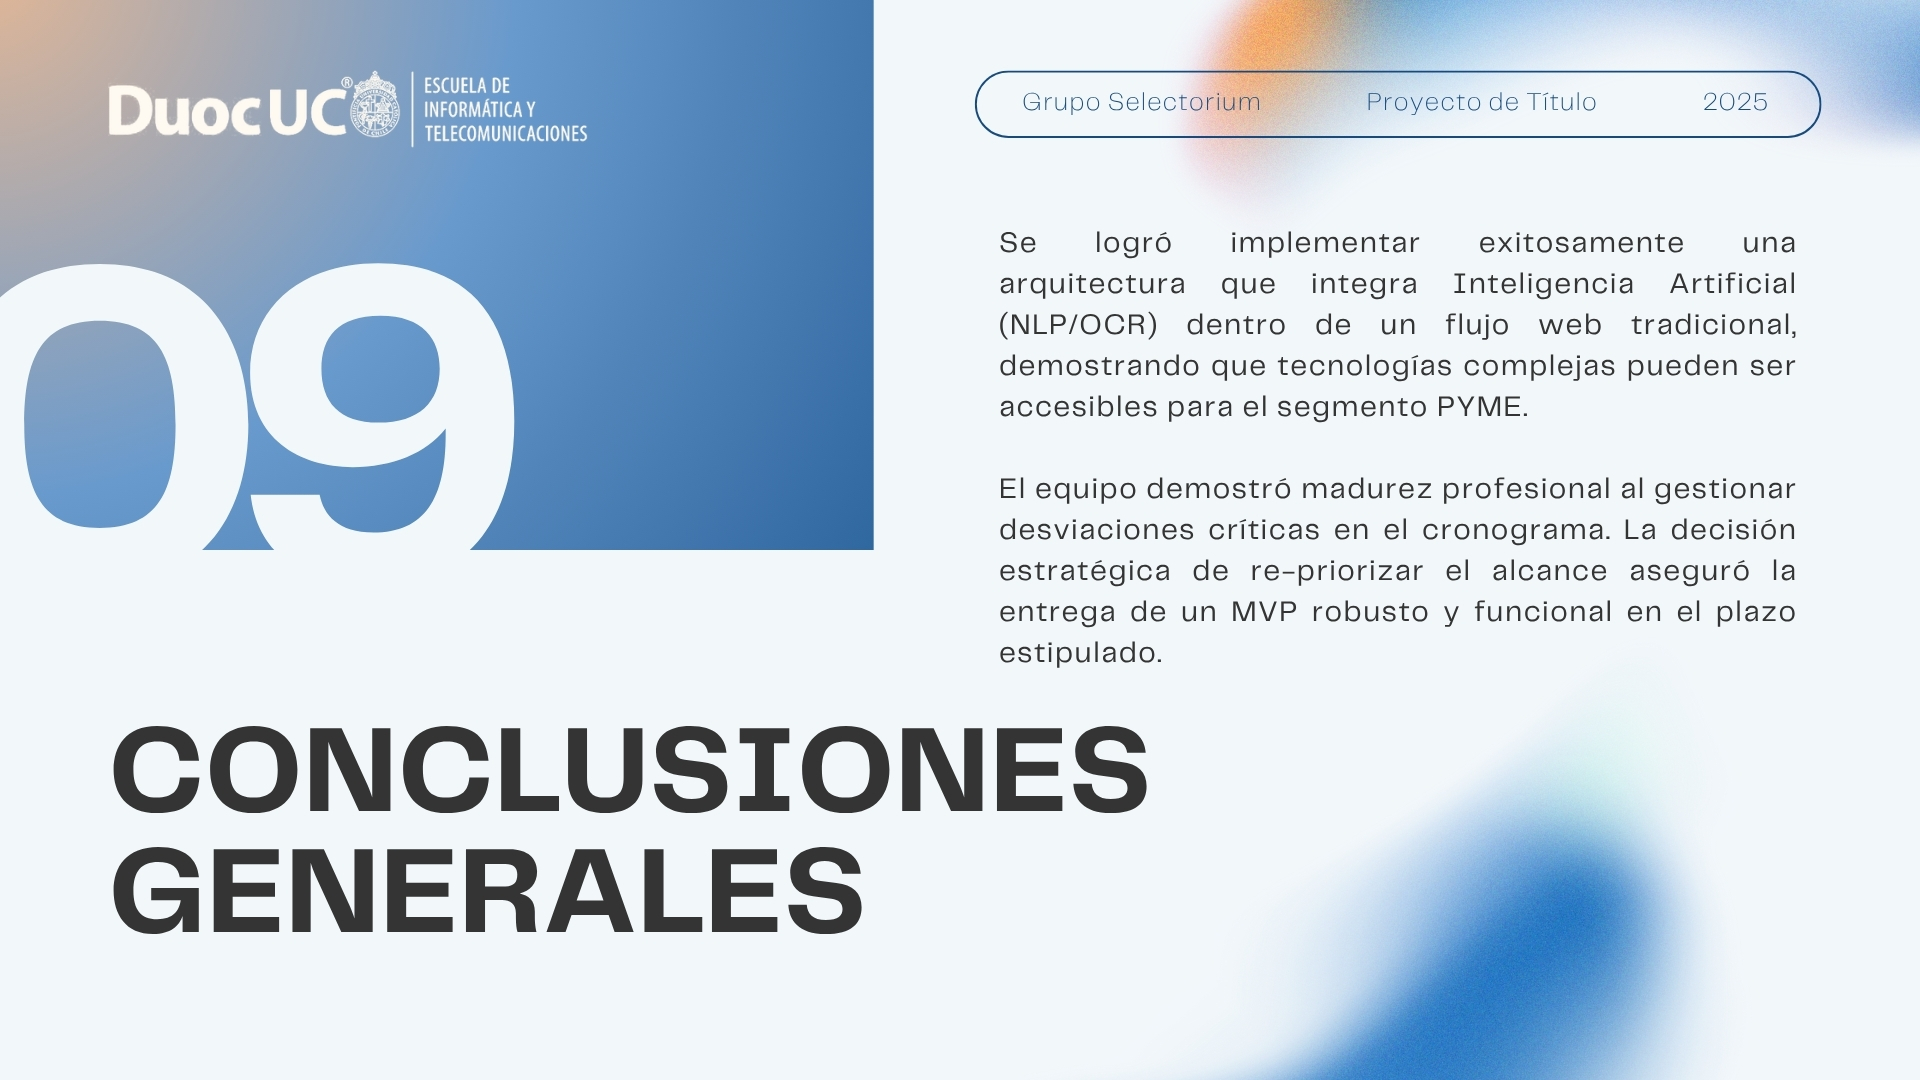 DuocUC®
ESCUELA DE
INFORMÁTICA Y
TELECOMUNICACIONES
Grupo Selectorium Proyecto de Título 2025
09
Se logró implementar exitosamente una
arquitectura que integra Inteligencia Artificial
(NLP/OCR) dentro de un flujo web tradicional,
demostrando que tecnologías complejas pueden ser
accesibles para el segmento PYME.
El equipo demostró madurez profesional al gestionar
desviaciones críticas en el cronograma. La decisión
estratégica de re-priorizar el alcance aseguró la
entrega de un MVP robusto y funcional en el plazo
estipulado.
CONCLUSIONES
GENERALES